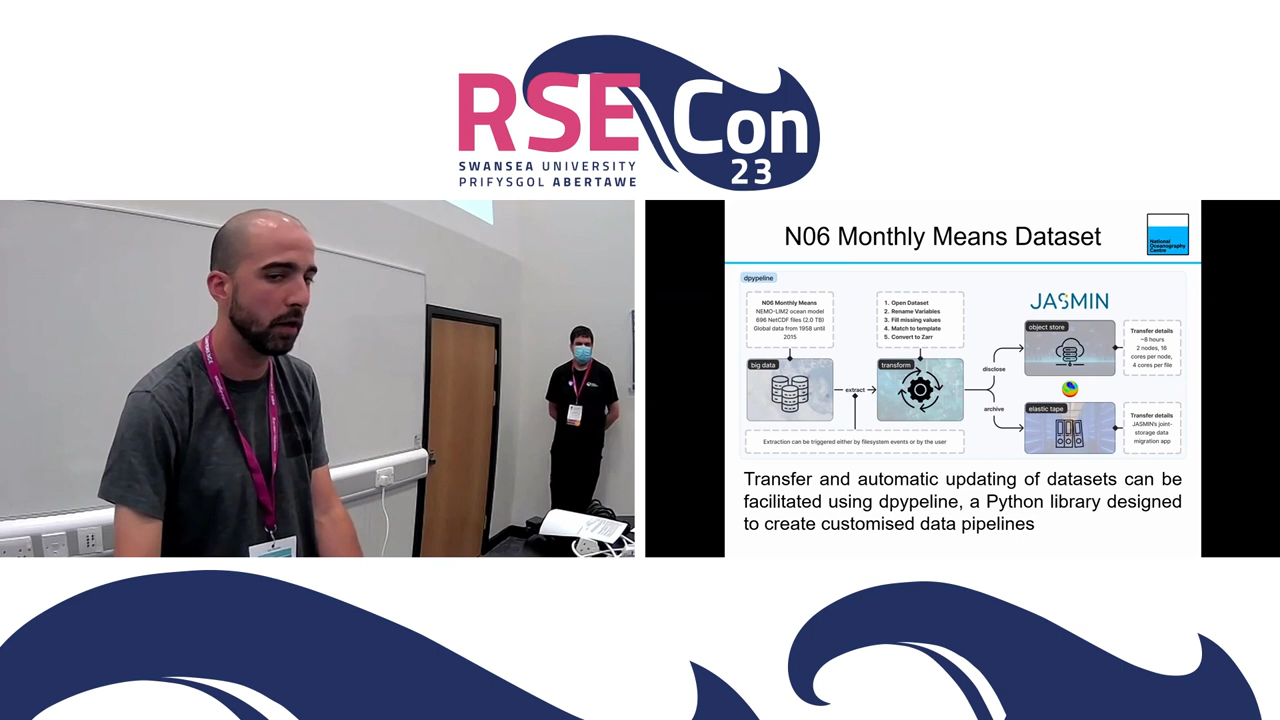 RSE Con
SWANSEA UNIVERSITY
PRIFYSGOL ABERTAWE
23
N06 Monthly Means Dataset
National
Oceanography
Centre
dpypeline
N06 Monthly Means
NEMO-LIM2 ocean model
696 NetCDF files (2.0 TB)
Global data from 1958 until
2015
1. Open Dataset
2. Rename Variables
3. Fill missing values
4. Match to template
5. Convert to Zarr
JASMIN
object store
Transfer details
~8 hours
2 nodes, 16
cores per node,
4 cores per file
big data
extract
transform
disclose
archive
elastic tape
Transfer details
JASMIN's joint-
storage data
migration app
Extraction can be triggered either by filesystem events or by the user
Transfer and automatic updating of datasets can be
facilitated using dpypeline, a Python library designed
to create customised data pipelines